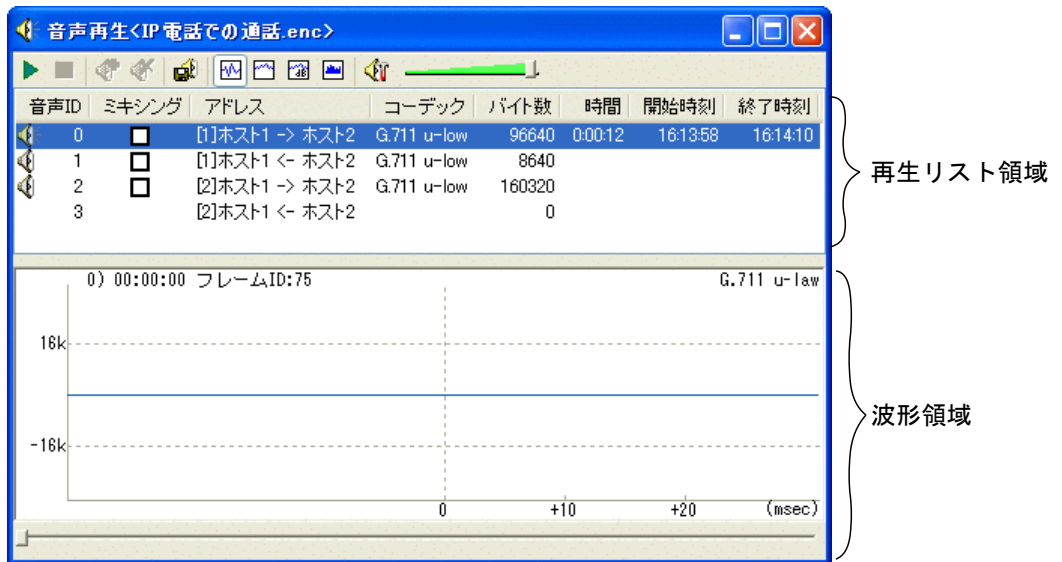 音声再生<IP電話での通話.enc>
音声ID ミキシング アドレス コーデック バイト数 時間 開始時刻 終了時刻
0 [1]ホスト1 -> ホスト2 G.711 u-low 96640 0:00:12 16:13:58 16:14:10
1 [1]ホスト1 <- ホスト2 G.711 u-low 8640
2 [2]ホスト1 -> ホスト2 G.711 u-low 160320
3 [2]ホスト1 <- ホスト2 0
再生リスト領域
0) 00:00:00 フレームID:75 G.711 u-law
16k
-16k
0 +10 +20 (msec)
波形領域